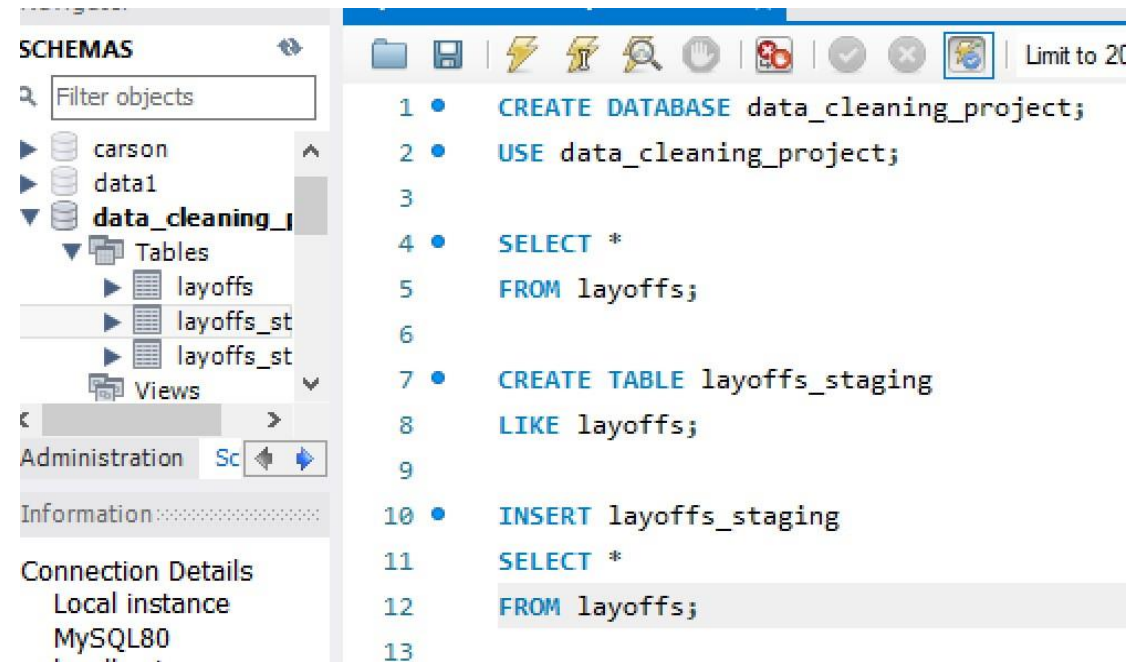 SCHEMAS
Filter objects
carson
data1
data_cleaning_
Tables
layoffs
layoffs_st
layoffs_st
Views
Administration Sc
Information
Connection Details
Local instance
MySQL80
Limit to 20
1 CREATE DATABASE data_cleaning_project;
2 USE data_cleaning_project;
3
4 SELECT *
5 FROM layoffs;
6
7 CREATE TABLE layoffs_staging
8 LIKE layoffs;
9
10 INSERT layoffs_staging
11 SELECT *
12 FROM layoffs;
13